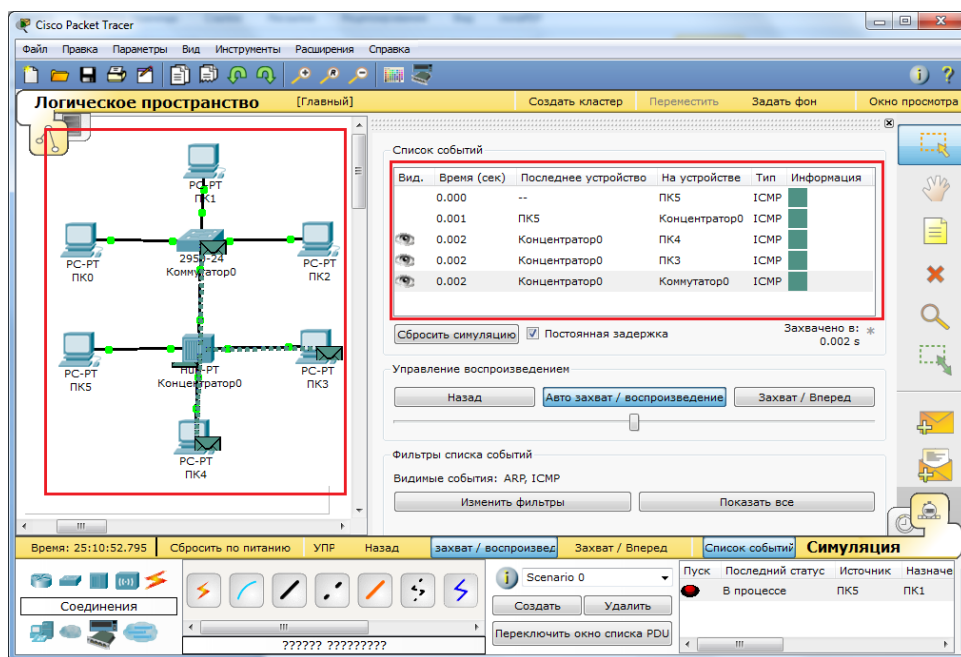 Cisco Packet Tracer
Файл Правка Параметры Вид Инструменты Расширения Справка
Логическое пространство [Главный] Создать кластер Переместить Задать фон Окно просмотра
PC-PT
ПК1
PC-PT
ПК0
2950-24
Коммутатор0
PC-PT
ПК2
PC-PT
ПК5
Hub-PT
Концентратор0
PC-PT
ПК3
PC-PT
ПК4
Список событий
Вид. Время (сек) Последнее устройство На устройстве Тип Информация
0.000 -- ПК5 ICMP
0.001 ПК5 Концентратор0 ICMP
0.002 Концентратор0 ПК4 ICMP
0.002 Концентратор0 ПК3 ICMP
0.002 Концентратор0 Коммутатор0 ICMP
Сбросить симуляцию Постоянная задержка Захвачено в: *
0.002 s
Управление воспроизведением
Назад Авто захват / воспроизведение Захват / Вперед
Фильтры списка событий
Видимые события: ARP, ICMP
Изменить фильтры Показать все
Время: 25:10:52.795 Сбросить по питанию УПР Назад захват / воспроизвед Захват / Вперед Список событий Симуляция
Соединения
?????? ?????????
Scenario 0
Создать Удалить
Переключить окно списка PDU
Пуск Последний статус Источник Назначе
В процессе ПК5 ПК1